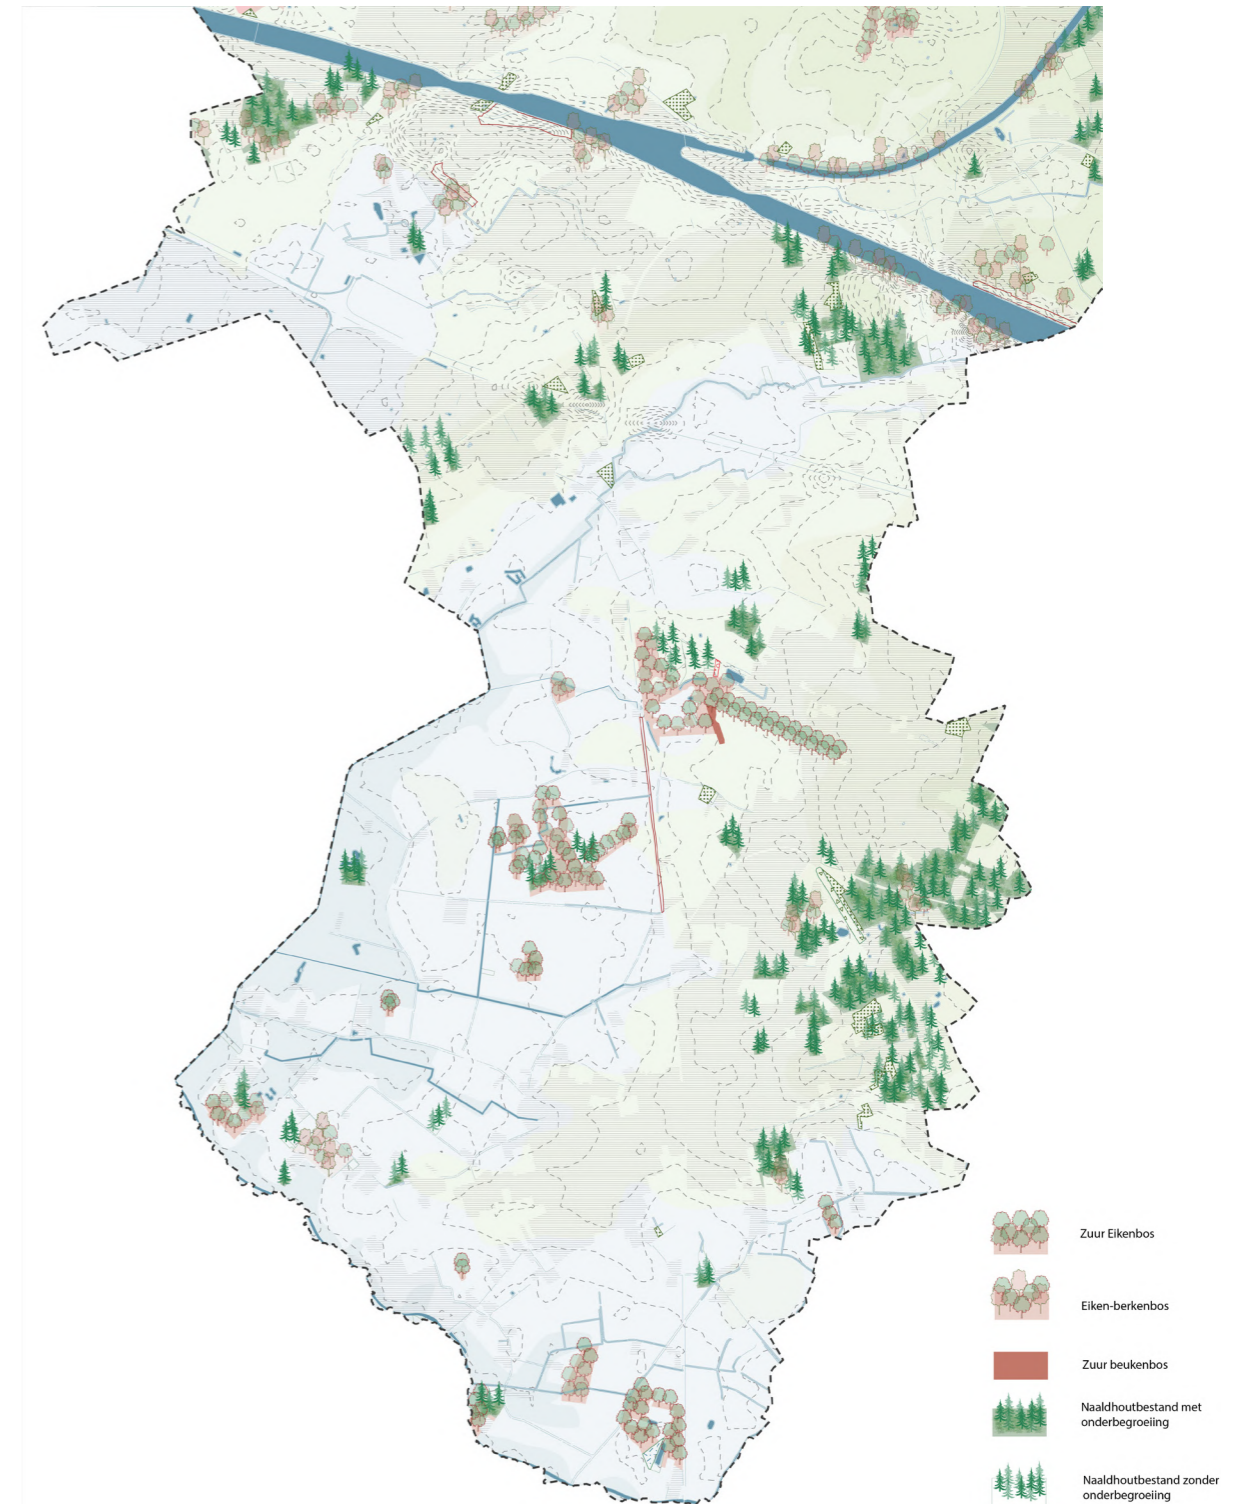 Zuur Eikenbos
Eiken-berkenbos
Zuur beukenbos
Naaldhoutbestand met
onderbegroeiing
Naaldhoutbestand zonder
onderbegroeiing